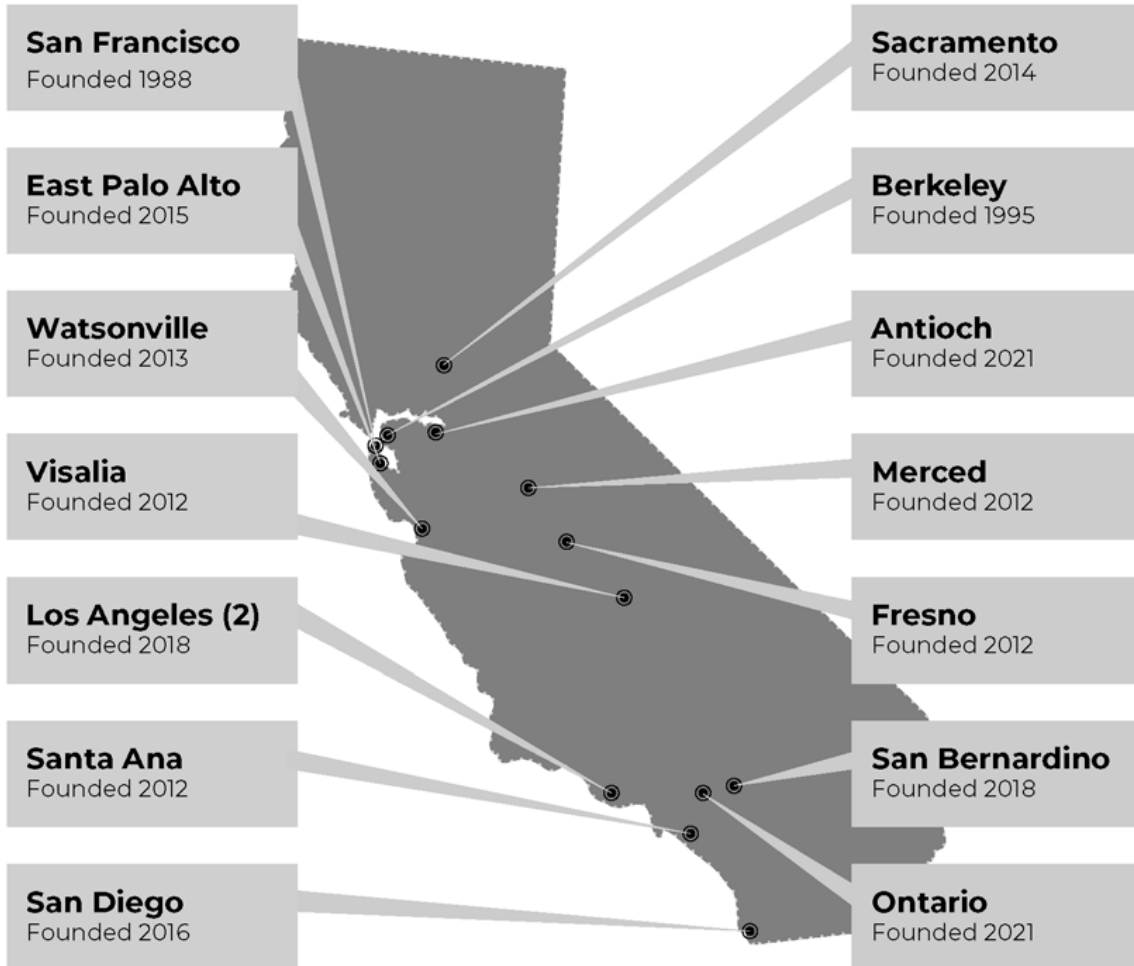 San Francisco
Founded 1988
East Palo Alto
Founded 2015
Watsonville
Founded 2013
Visalia
Founded 2012
Los Angeles (2)
Founded 2018
Santa Ana
Founded 2012
San Diego
Founded 2016
Sacramento
Founded 2014
Berkeley
Founded 1995
Antioch
Founded 2021
Merced
Founded 2012
Fresno
Founded 2012
San Bernardino
Founded 2018
Ontario
Founded 2021